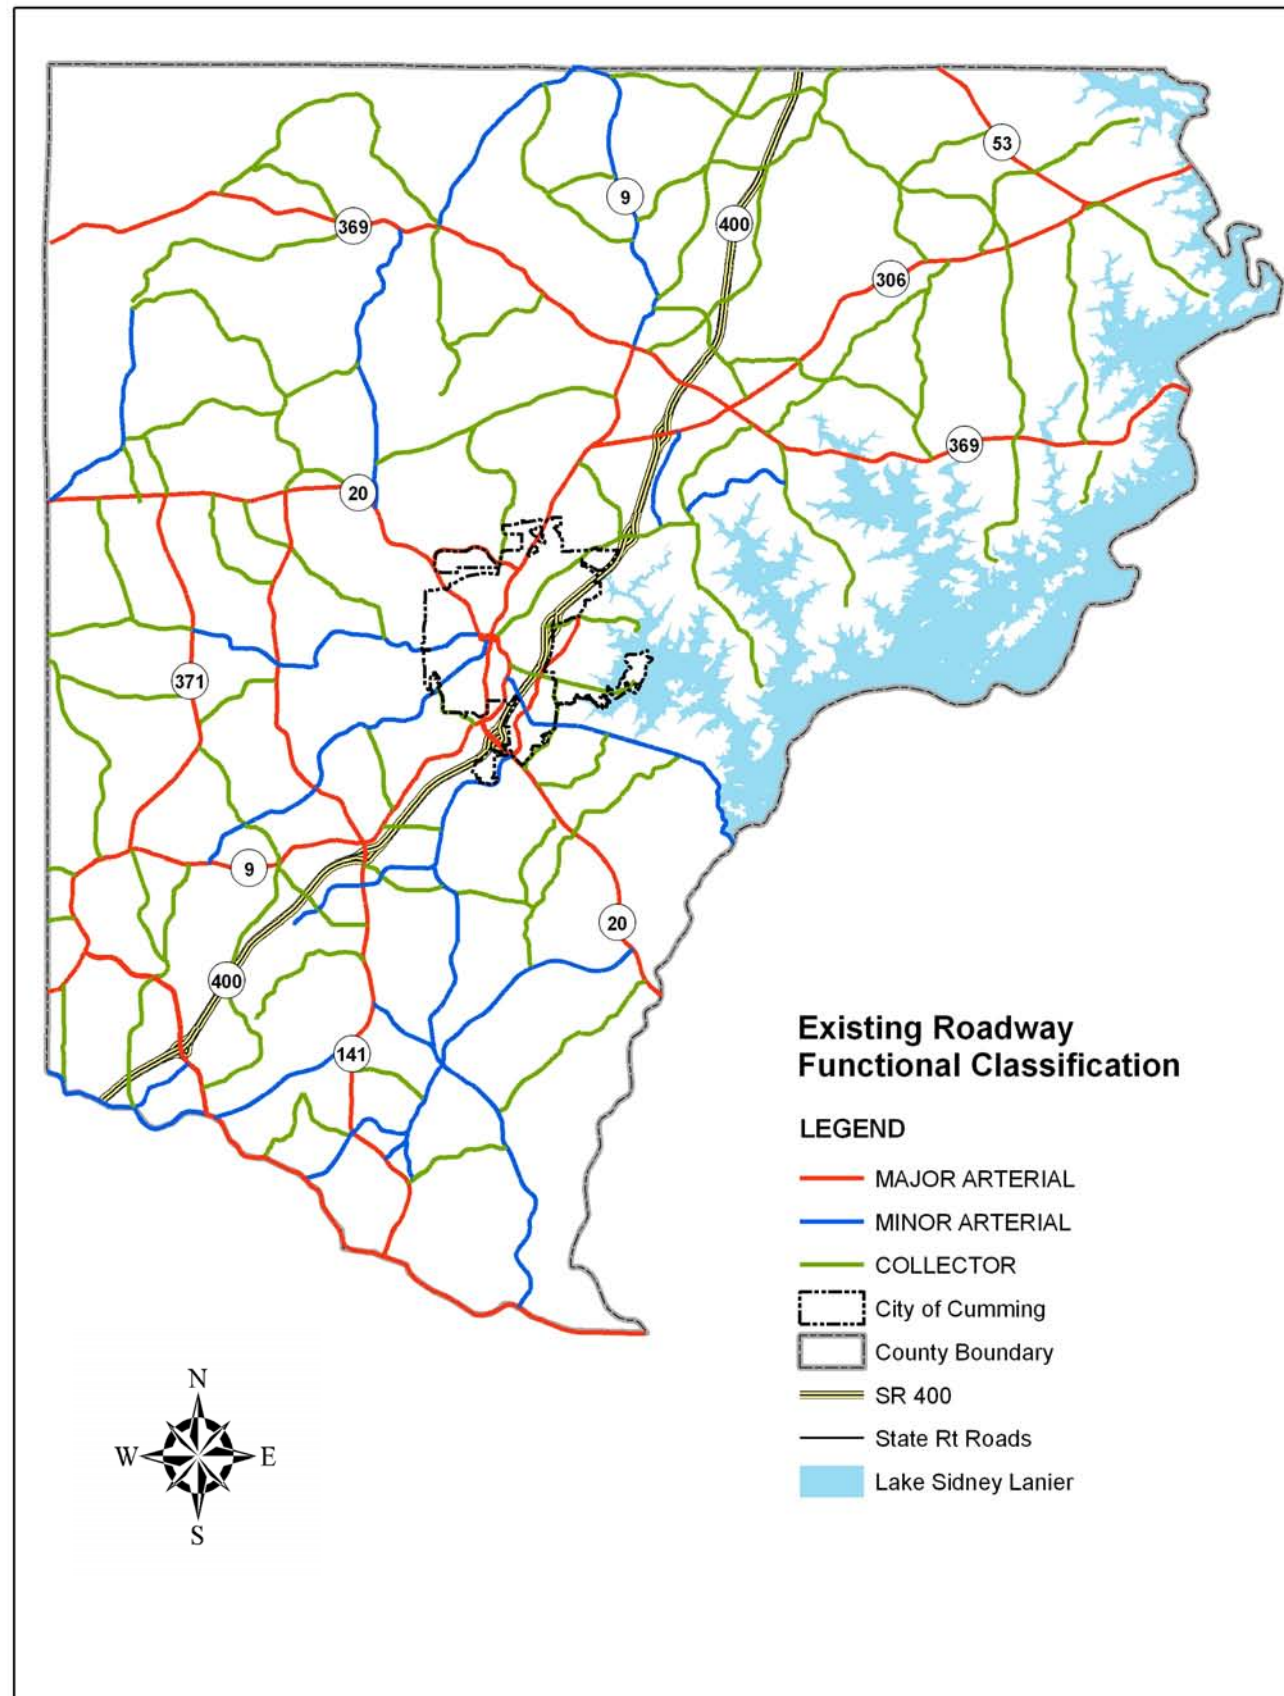 53
9
400
369
306
369
20
371
9
20
400
141
Existing Roadway
Functional Classification
LEGEND
MAJOR ARTERIAL
MINOR ARTERIAL
COLLECTOR
City of Cumming
County Boundary
SR 400
State Rt Roads
Lake Sidney Lanier
N
W
E
S